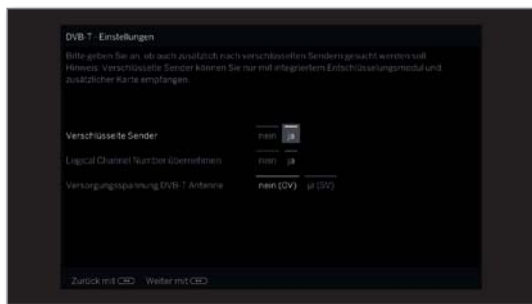 DVB-T - Einstellungen
Bitte geben Sie an, ob auch zusätzlich nach verschlüsselten Sendern gesucht werden soll.
Hinweis: Verschlüsselte Sender können Sie nur mit integriertem Entschlüsselungsmodul und
zusätzlicher Karte empfangen.
Verschlüsselte Sender nein ja
Logical Channel Number übernehmen nein ja
Versorgungsspannung DVB-T Antenne nein (0V) ja (5V)
Zurück mit Weiter mit